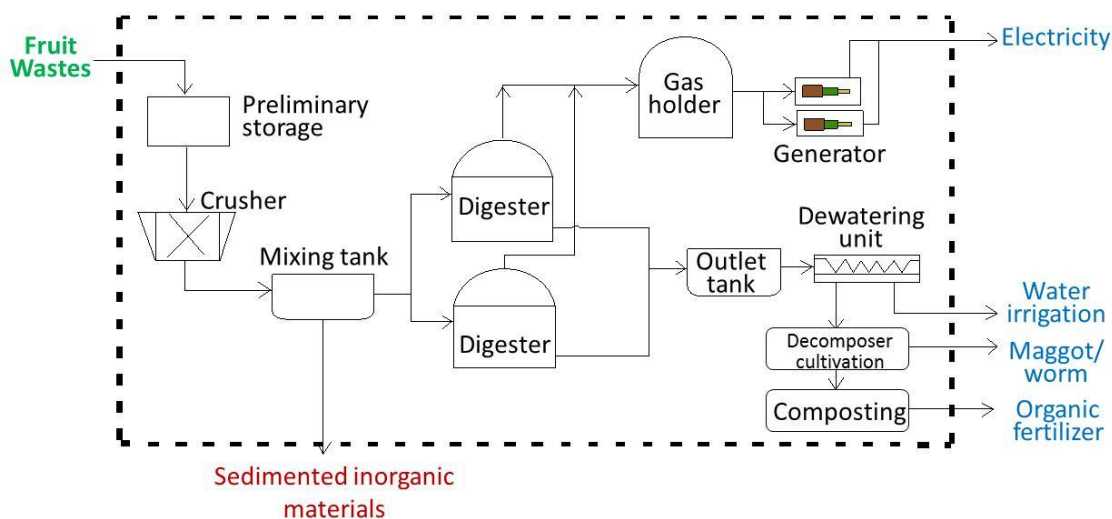 Fruit
Wastes
Preliminary
storage
Crusher
Mixing tank
Digester
Digester
Gas
holder
Generator
Electricity
Outlet
tank
Dewatering
unit
Water
irrigation
Decomposer
cultivation
Maggot/
worm
Composting
Organic
fertilizer
Sedimented inorganic
materials